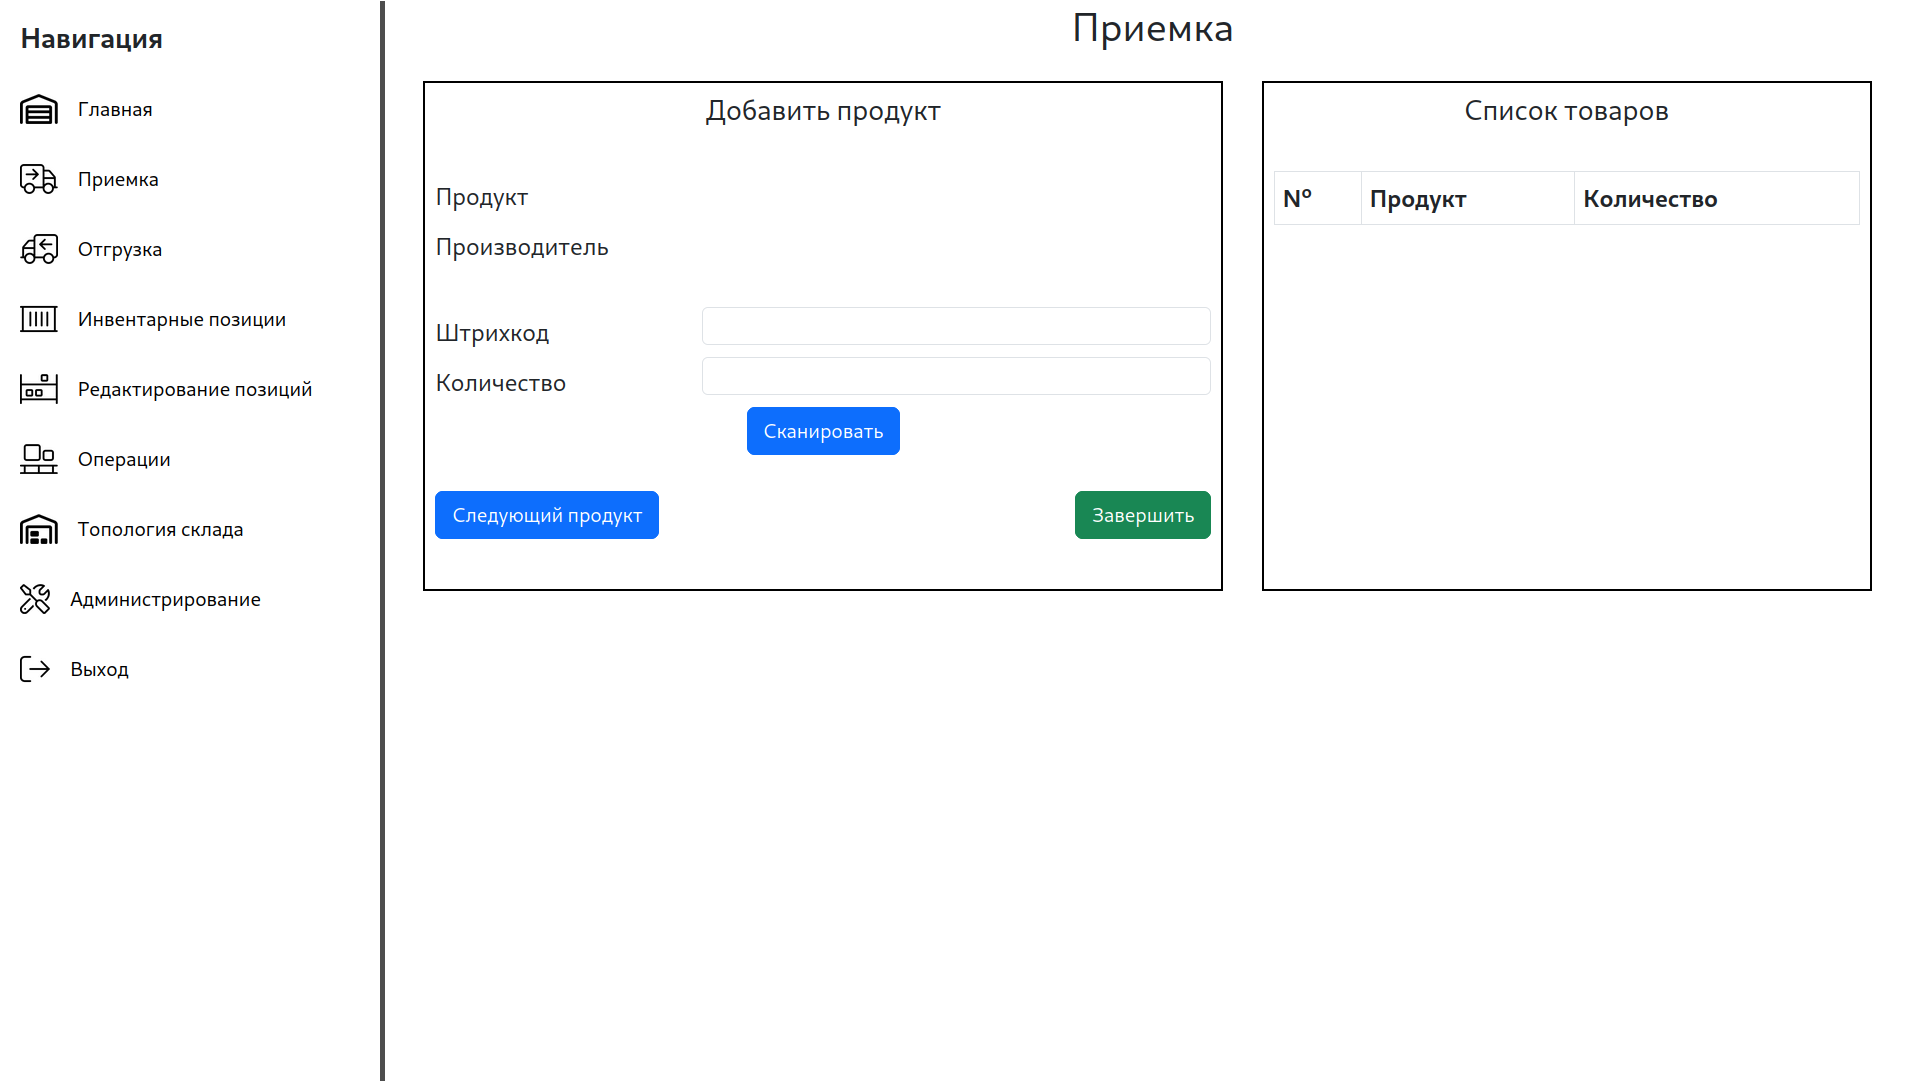 Навигация
Главная
Приемка
Отгрузка
Инвентарные позиции
Редактирование позиций
Операции
Топология склада
Администрирование
Выход
Приемка
Добавить продукт
Продукт
Производитель
Штрихкод
Количество
Сканировать
Следующий продукт
Завершить
Список товаров
Nº Продукт Количество